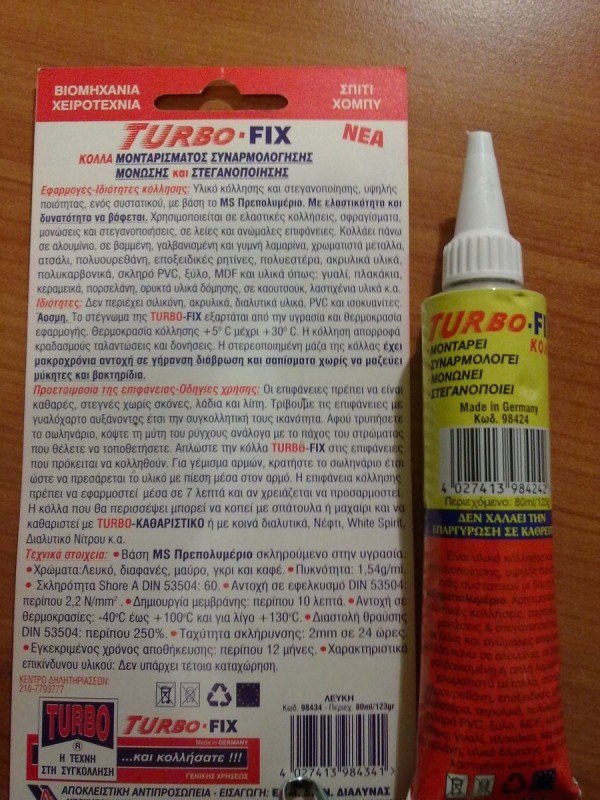 ΒΙΟΜΗΧΑΝΙΑ
ΧΕΙΡΟΤΕΧΝΙΑ
ΣΠΙΤΙ
ΧΟΜΠΥ
TURBO·FIX
ΝΕΑ
ΚΟΛΛΑ ΜΟΝΤΑΡΙΣΜΑΤΟΣ ΣΥΝΑΡΜΟΛΟΓΗΣΗΣ
ΜΟΝΩΣΗΣ και ΣΤΕΓΑΝΟΠΟΙΗΣΗΣ
Εφαρμογές-Ιδιότητες κόλλησης: Υλικό κόλλησης και στεγανοποίησης, υψηλής
ποιότητας, ενός συστατικού, με βάση το MS Πρεπολυμέριο. Με ελαστικότητα και
δυνατότητα να βάφεται. Χρησιμοποιείται σε ελαστικές κολλήσεις, σφραγίσματα,
μονώσεις και στεγανοποιήσεις, σε λείες και ανώμαλες επιφάνειες. Κολλάει πάνω
σε αλουμίνιο, σε βαμμένη, γαλβανισμένη και γυμνή λαμαρίνα, χρωματιστά μέταλλα,
ατσάλι, πολυουρεθάνη, εποξειδικές ρητίνες, πολυεστέρα, ακρυλικά υλικά,
πολυκαρβονικά, σκληρό PVC, ξύλο, MDF και υλικά όπως: γυαλί, πλακάκια,
κεραμικά, πορσελάνη, ορυκτά υλικά δόμησης, σε καουτσούκ, λαστιχένια υλικά κ.α.
Ιδιότητες: Δεν περιέχει σιλικόνη, ακρυλικά, διαλυτικά υλικά, PVC και ισοκυανίτες.
Άοσμη. Το στέγνωμα της TURBO-FIX εξαρτάται από την υγρασία και θερμοκρασία
εφαρμογής. Θερμοκρασία κόλλησης +5° C μέχρι +30° C. Η κόλληση απορροφά
κραδασμούς ταλαντώσεις και δονήσεις. Η στερεοποιημένη μάζα της κόλλας έχει
μακροχρόνια αντοχή σε γήρανση διάβρωση και σαπίσματα χωρίς να μαζεύει
μύκητες και βακτηρίδια.
Προετοιμασία της επιφάνειας-Οδηγίες χρήσης: Οι επιφάνειες πρέπει να είναι
καθαρές, στεγνές χωρίς σκόνες, λάδια και λίπη. Τρίβουμε τις επιφάνειες με
γυαλόχαρτο αυξάνοντας έτσι την συγκολλητική τους ικανότητα. Αφού τρυπήσετε
το σωληνάριο, κόψτε τη μύτη του ρύγχους ανάλογα με το πάχος του στρώματος
που θέλετε να τοποθετήσετε. Απλώστε την κόλλα TURBO-FIX στις επιφάνειες
που πρόκειται να κολληθούν. Για γέμισμα αρμών, κρατήστε το σωληνάριο έτσι
ώστε να πρεσάρεται το υλικό με πίεση μέσα στον αρμό. Η επιφάνεια κόλλησης
πρέπει να εφαρμοστεί μέσα σε 7 λεπτά και αν χρειάζεται να προσαρμοστεί.
Η κόλλα που θα περισσέψει μπορεί να κοπεί με σπάτουλα ή μαχαίρι και να
καθαριστεί με TURBO-ΚΑΘΑΡΙΣΤΙΚΟ ή με κοινά διαλυτικά, Νέφτι, White Spirit,
Διαλυτικό Νίτρου κ.α.
Τεχνικά στοιχεία: • Βάση MS Πρεπολυμέριο σκληρούμενο στην υγρασία.
• Χρώματα:Λευκό, διαφανές, μαύρο, γκρι και καφέ. • Πυκνότητα: 1,54g/ml.
• Σκληρότητα Shore A DIN 53504: 60. • Αντοχή σε εφελκυσμό DIN 53504:
περίπου 2,2 N/mm². • Δημιουργία μεμβράνης: περίπου 10 λεπτά. • Αντοχή σε
θερμοκρασίες: -40°C έως +100°C και για λίγο +130°C. • Διαστολή θραύσης
DIN 53504: περίπου 250%. • Ταχύτητα σκλήρυνσης: 2mm σε 24 ώρες.
• Εγκεκριμένος χρόνος αποθήκευσης: περίπου 12 μήνες. • Χαρακτηριστικά
επικίνδυνου υλικού: Δεν υπάρχει τέτοια καταχώρηση.
ΚΕΝΤΡΟ ΔΗΛΗΤΗΡΙΑΣΕΩΝ:
210-7793777
TURBO
®
Η ΤΕΧΝΗ
ΣΤΗ ΣΥΓΚΟΛΛΗΣΗ
TURBO·FIX
Made in GERMANY
...και κολλήσατε !!!
ΓΕΝΙΚΗΣ ΧΡΗΣΕΩΣ
ΛΕΥΚΗ
Κωδ. 98434 - Περιεχ. 80ml/123gr
4 027413 984341
ΑΠΟΚΛΕΙΣΤΙΚΗ ΑΝΤΙΠΡΟΣΩΠΕΙΑ - ΕΙΣΑΓΩΓΗ: Ε. ΔΙΑΛΥΝΑΣ
TURBO·FIX
ΚΟΛΛ
·ΜΟΝΤΑΡΕΙ
·ΣΥΝΑΡΜΟΛΟΓΕΙ
·ΜΟΝΩΝΕΙ
·ΣΤΕΓΑΝΟΠΟΙΕΙ
Made in Germany
Κωδ. 98424
4 027413 984242
Περιεχόμενο: 80ml/123g
ΔΕΝ ΧΑΛΑΕΙ ΤΗΝ
ΕΠΑΡΓΥΡΩΣΗ ΣΕ ΚΑΘΡΕΠ